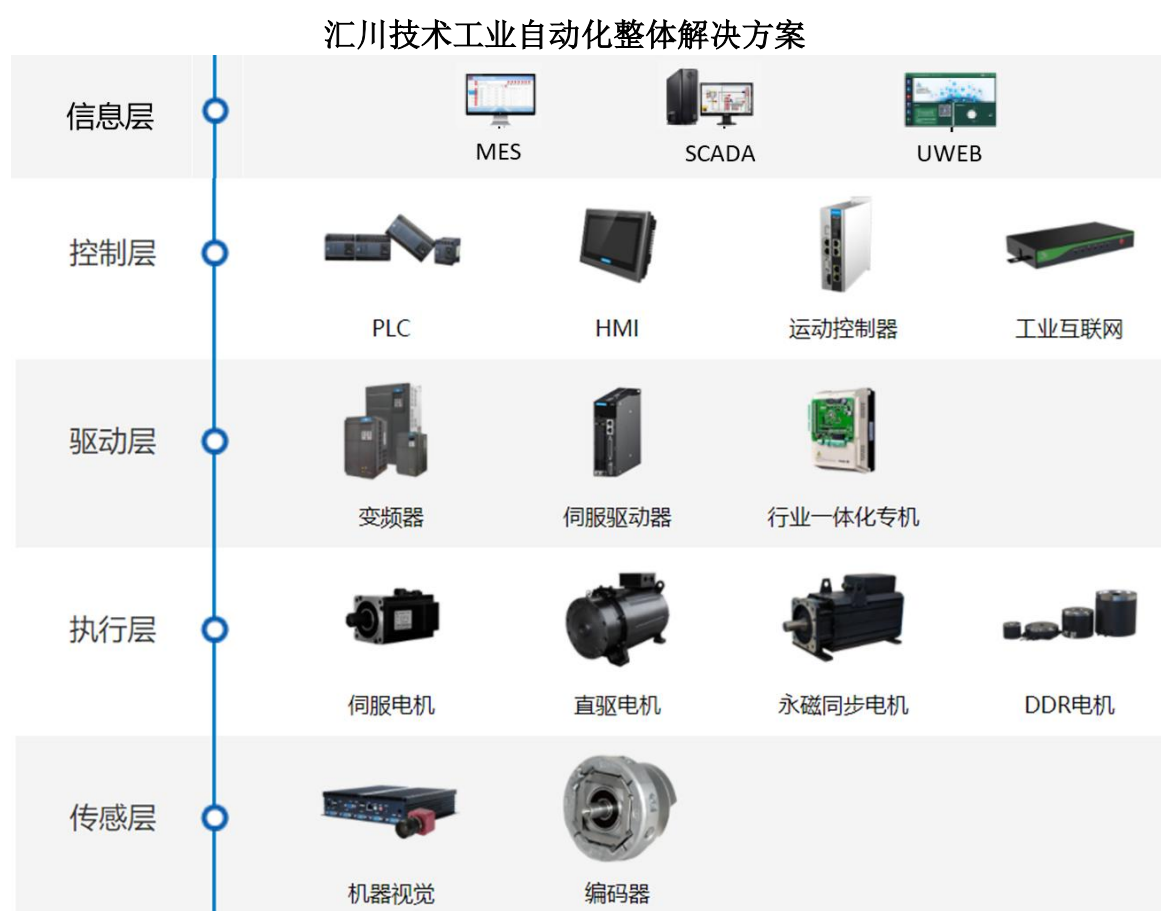 汇川技术工业自动化整体解决方案
信息层
MES
SCADA
UWEB
控制层
PLC
HMI
运动控制器
工业互联网
驱动层
变频器
伺服驱动器
行业一体化专机
执行层
伺服电机
直驱电机
永磁同步电机
DDR电机
传感层
机器视觉
编码器